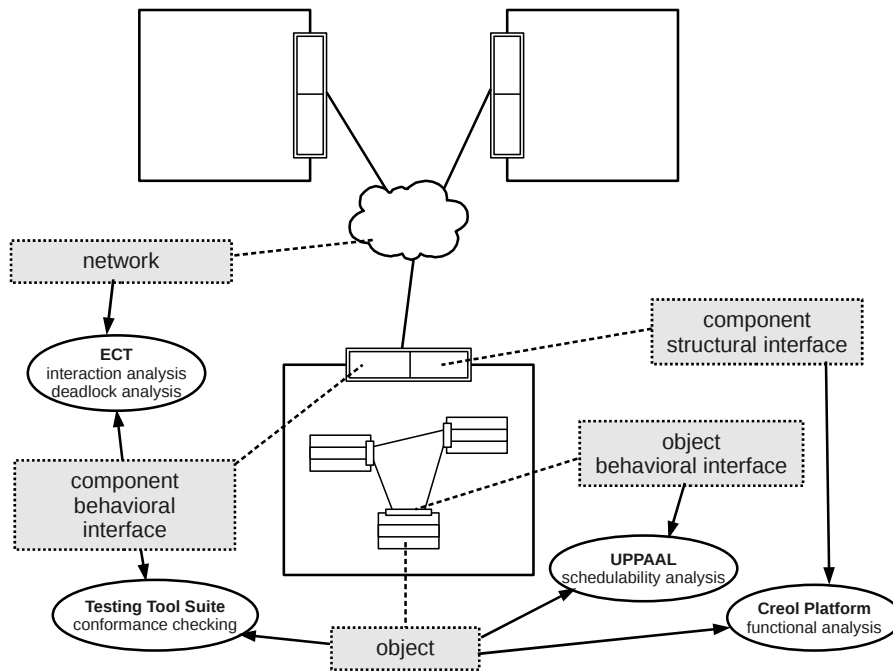 network
component
structural interface
ECT
interaction analysis
deadlock analysis
object
behavioral interface
component
behavioral
interface
UPPAAL
schedulability analysis
Testing Tool Suite
conformance checking
Creol Platform
functional analysis
object